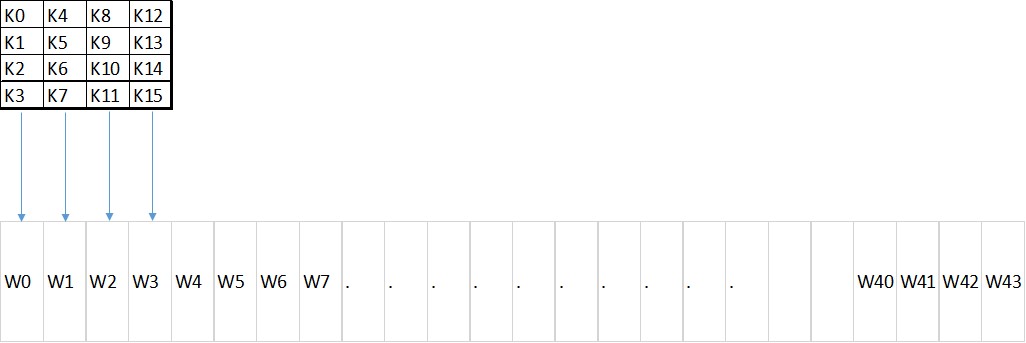 K0 K4 K8 K12
K1 K5 K9 K13
K2 K6 K10 K14
K3 K7 K11 K15
W0 W1 W2 W3 W4 W5 W6 W7 . . . . . . . . . . W40 W41 W42 W43